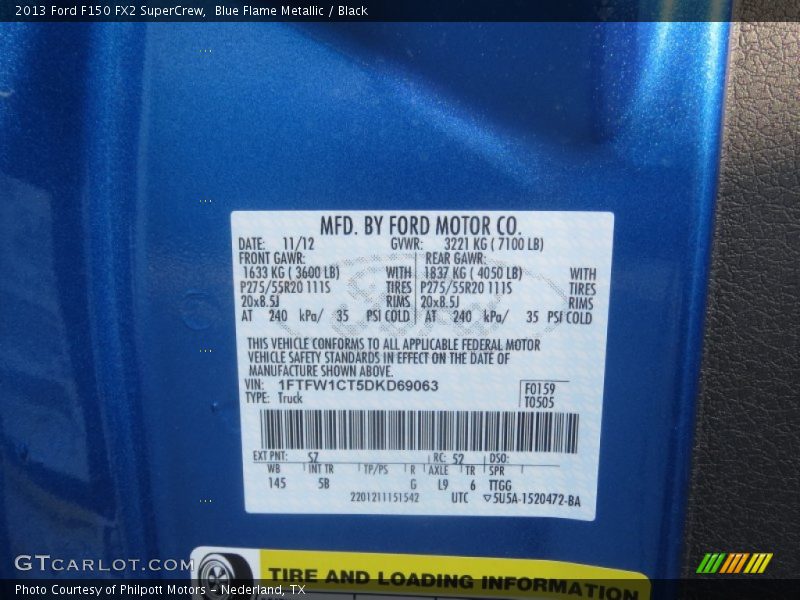 2013 Ford F150 FX2 SuperCrew,  Blue Flame Metallic / Black
MFD. BY FORD MOTOR CO.
DATE: 11/12 GVWR: 3221 KG ( 7100 LB)
FRONT GAWR: REAR GAWR:
1633 KG ( 3600 LB) WITH 1837 KG ( 4050 LB) WITH
P275/55R20 111S TIRES P275/55R20 111S TIRES
20x8.5J RIMS 20x8.5J RIMS
AT 240 kPa/ 35 PSI COLD AT 240 kPa/ 35 PSI COLD
THIS VEHICLE CONFORMS TO ALL APPLICABLE FEDERAL MOTOR
VEHICLE SAFETY STANDARDS IN EFFECT ON THE DATE OF
MANUFACTURE SHOWN ABOVE.
VIN: 1FTFW1CT5DKD69063
TYPE: Truck
F0159
T0505
EXT PNT: SZ RC: 52 DSO:
WB INT TR TP/PS R AXLE TR SPR
145 5B G L9 6 TTGG
2201211151542 UTC ▽5U5A-1520472-BA
TIRE AND LOADING INFORMATION
GTCARLOT.COM
Photo Courtesy of Philpott Motors - Nederland, TX